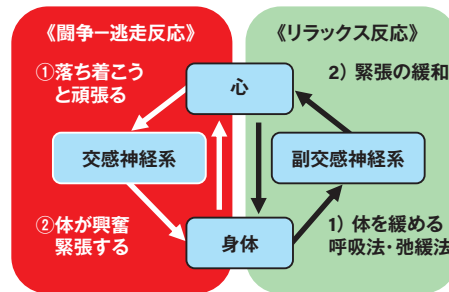 《闘争ー逃走反応》
《リラックス反応》
①落ち着こう
と頑張る
心
2）緊張の緩和
交感神経系
副交感神経系
②体が興奮
緊張する
身体
1）体を緩める
呼吸法・弛緩法